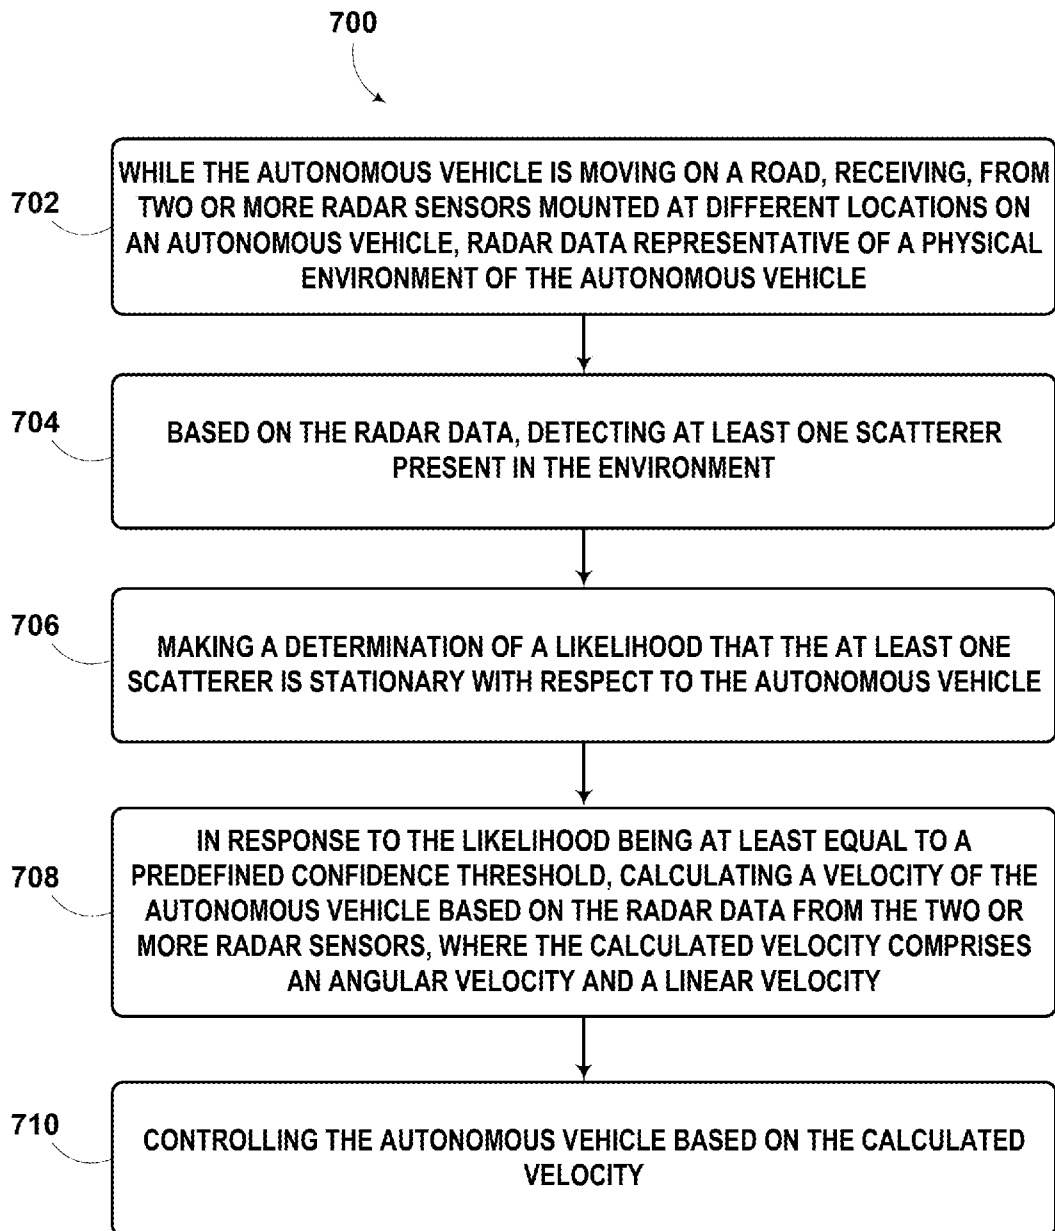 700
702
WHILE THE AUTONOMOUS VEHICLE IS MOVING ON A ROAD, RECEIVING, FROM
TWO OR MORE RADAR SENSORS MOUNTED AT DIFFERENT LOCATIONS ON
AN AUTONOMOUS VEHICLE, RADAR DATA REPRESENTATIVE OF A PHYSICAL
ENVIRONMENT OF THE AUTONOMOUS VEHICLE
704
BASED ON THE RADAR DATA, DETECTING AT LEAST ONE SCATTERER
PRESENT IN THE ENVIRONMENT
706
MAKING A DETERMINATION OF A LIKELIHOOD THAT THE AT LEAST ONE
SCATTERER IS STATIONARY WITH RESPECT TO THE AUTONOMOUS VEHICLE
708
IN RESPONSE TO THE LIKELIHOOD BEING AT LEAST EQUAL TO A
PREDEFINED CONFIDENCE THRESHOLD, CALCULATING A VELOCITY OF THE
AUTONOMOUS VEHICLE BASED ON THE RADAR DATA FROM THE TWO OR
MORE RADAR SENSORS, WHERE THE CALCULATED VELOCITY COMPRISES
AN ANGULAR VELOCITY AND A LINEAR VELOCITY
710
CONTROLLING THE AUTONOMOUS VEHICLE BASED ON THE CALCULATED
VELOCITY